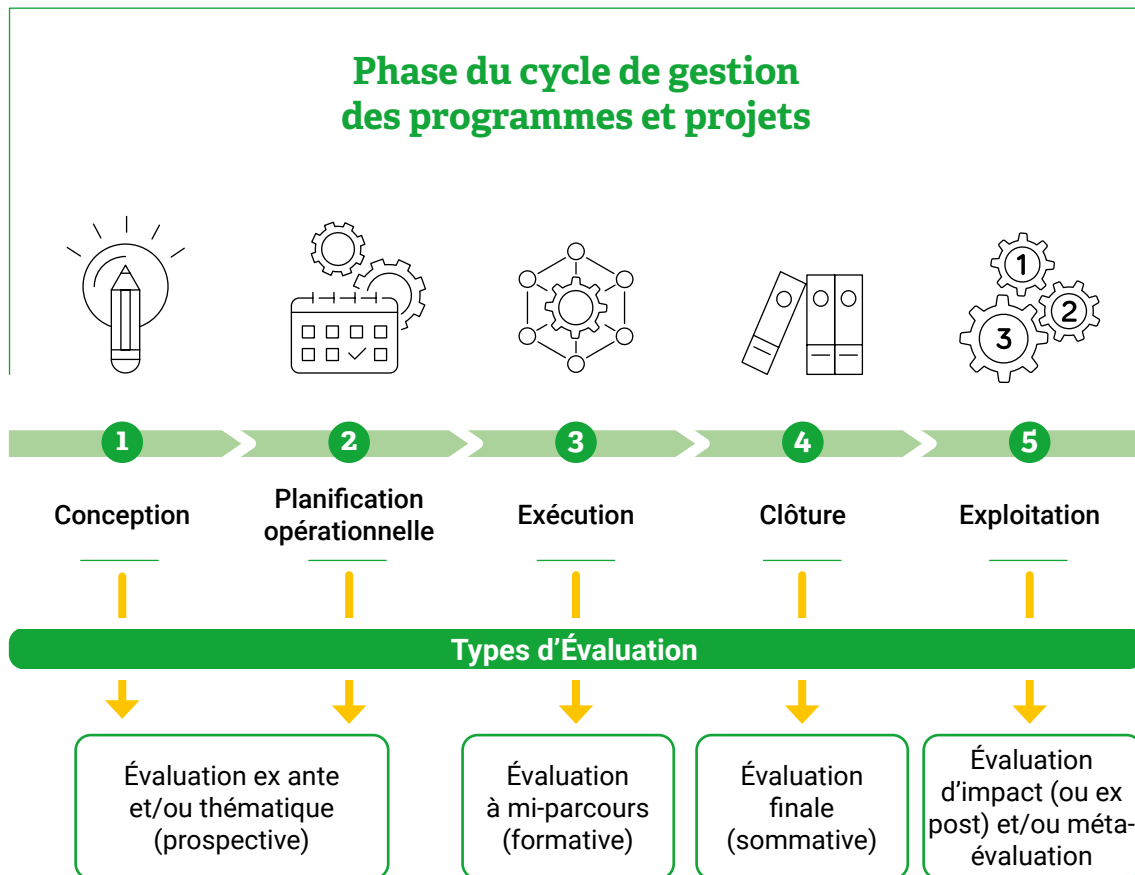 Phase du cycle de gestion
des programmes et projets
1
2
3
1
2
3
4
5
Conception
Planification
opérationnelle
Exécution
Clôture
Exploitation
Types d’Évaluation
Évaluation ex ante
et/ou thématique
(prospective)
Évaluation
à mi-parcours
(formative)
Évaluation
finale
(sommative)
Évaluation
d’impact (ou ex
post) et/ou méta-
évaluation